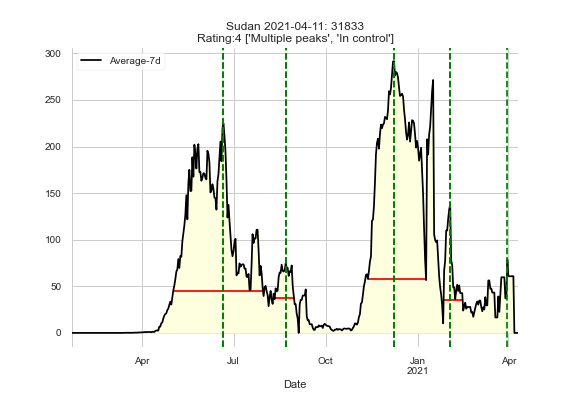 Sudan 2021-04-11: 31833
Rating:4 ['Multiple peaks', 'In control']
300
Average-7d
250
200
150
100
50
0
Apr
Jul
Oct
Jan
Apr
2021
Date